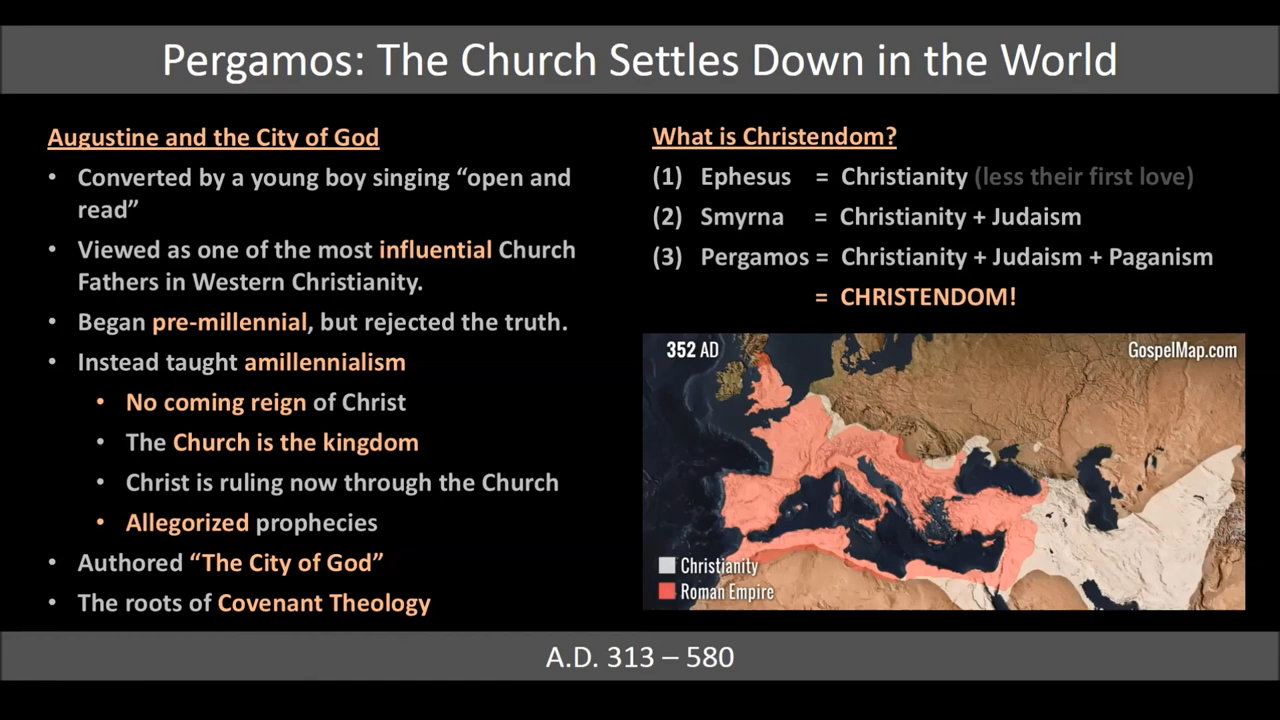 Pergamos: The Church Settles Down in the World
Augustine and the City of God
• Converted by a young boy singing “open and
read”
• Viewed as one of the most influential Church
Fathers in Western Christianity.
• Began pre-millennial, but rejected the truth.
• Instead taught amillennialism
• No coming reign of Christ
• The Church is the kingdom
• Christ is ruling now through the Church
• Allegorized prophecies
• Authored “The City of God”
• The roots of Covenant Theology
What is Christendom?
(1) Ephesus = Christianity (less their first love)
(2) Smyrna = Christianity + Judaism
(3) Pergamos = Christianity + Judaism + Paganism
= CHRISTENDOM!
352 AD
GospelMap.com
Christianity
Roman Empire
A.D. 313 – 580